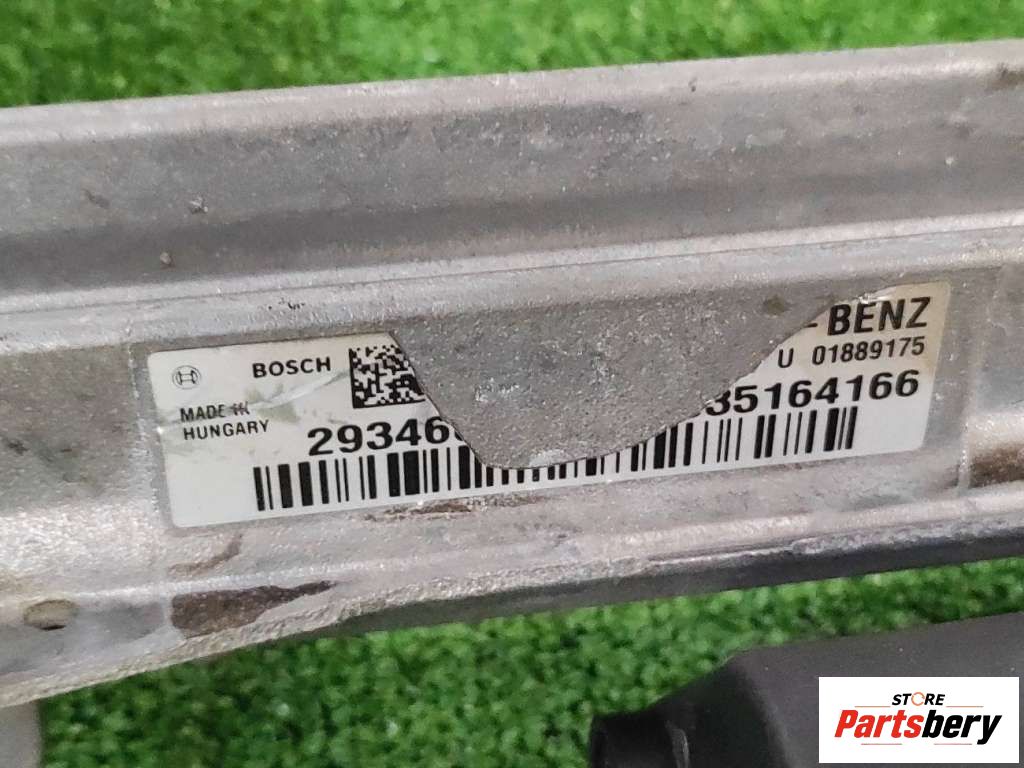 BOSCH
MADE IN
HUNGARY
BENZ
U 01889175
29346 35164166
STORE
Partsbery